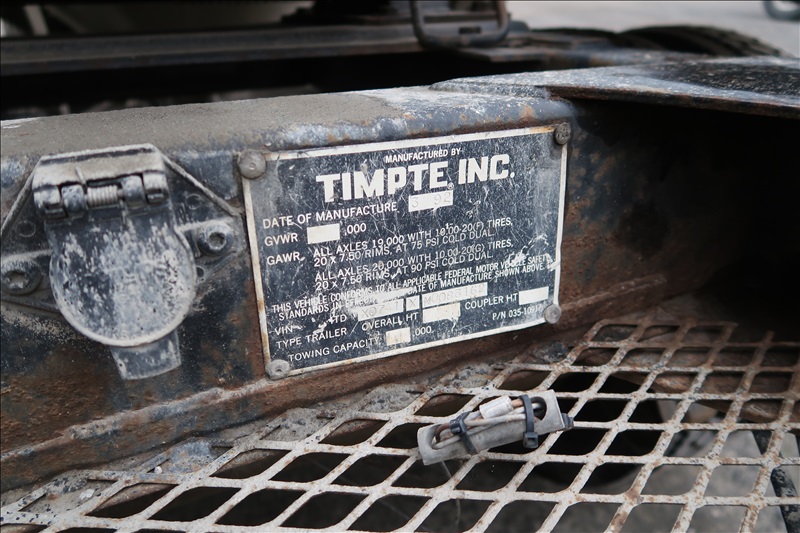 MANUFACTURED BY
TIMPTE® INC.
DATE OF MANUFACTURE 3 92
GVWR ,000
GAWR. ALL AXLES 19,000 WITH 10.00-20(F) TIRES,
20 x 7.50 RIMS, AT 75 PSI COLD DUAL
ALL AXLES 20,000 WITH 10.00-20(G) TIRES,
20 x 7.50 RIMS, AT 90 PSI COLD DUAL
THIS VEHICLE CONFORMS TO ALL APPLICABLE FEDERAL MOTOR VEHICLE SAFETY
STANDARDS IN EFFECT ON DATE OF MANUFACTURE SHOWN ABOVE
VIN 1TD
TYPE TRAILER OVERALL HT COUPLER HT
TOWING CAPACITY ,000. P/N